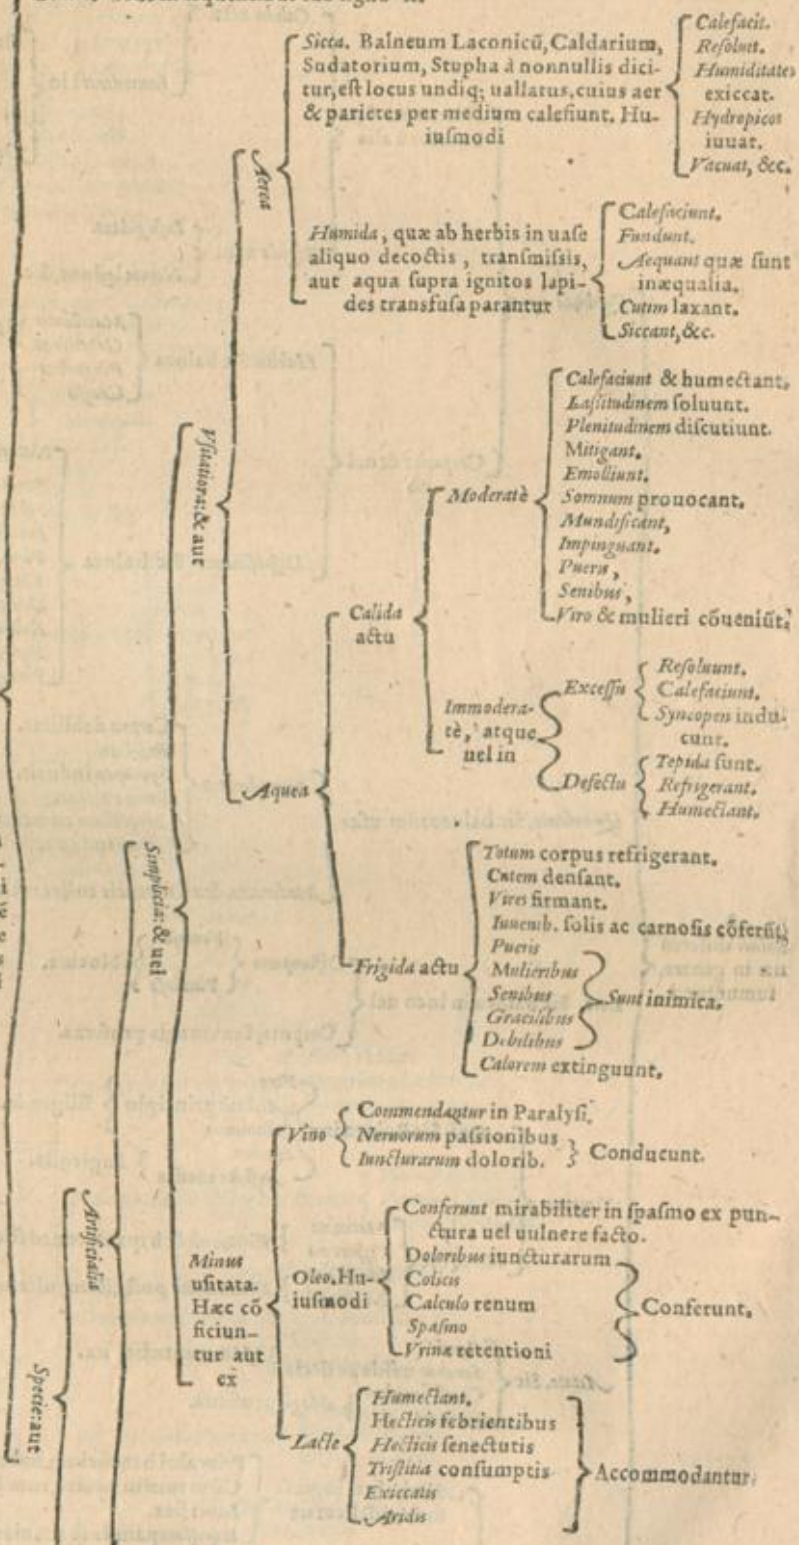 Sicca. Balneum Laconicū, Caldarium,
Sudatorium, Stupha à nonnullis dici-
tur, eſt locus undiq; uallatus, cuius aer
& parietes per medium calefiunt. Hu-
iuſmodi
Calefacit.
Reſoluit.
Humiditates
exiccat.
Hydropicos
iuuat.
Vacuat, &c.
Aerea
Humida, quæ ab herbis in uaſe
aliquo decoctis, tranſmiſsis,
aut aqua ſupra ignitos lapi-
des transfuſa parantur
Calefaciunt.
Fundunt.
Aequant quæ ſunt
inæqualia.
Cutim laxant.
Siccant, &c.
Vſitatiora: & aut
Aquea
Calida
actu
Moderatè
Calefaciunt & humectant.
Laſsitudinem ſoluunt.
Plenitudinem diſcutiunt.
Mitigant.
Emolliunt.
Somnum prouocant.
Mundificant,
Impinguant.
Pueris,
Senibus,
Viro & mulieri cōueniūt.
Immodera-
tè, atque
uel in
Exceſſu
Reſoluunt.
Calefaciunt.
Syncopen indu-
cunt.
Defectu
Tepida ſunt.
Refrigerant.
Humectant.
Frigida actu
Totum corpus refrigerant.
Cutem denſant.
Vires firmant.
Iuuenib. ſolis ac carnoſis cōferūt;
Pueris
Mulieribus
Senibus
Gracilibus
Debilibus
Sunt inimica.
Calorem extinguunt.
Simplicia: & uel
Minus
uſitata.
Hæc cō
ficiun-
tur aut
ex
Vino
Commendantur in Paralyſi.
Neruorum paſsionibus
Iuncturarum dolorib.
Conducunt.
Oleo. Hu-
iuſmodi
Conferunt mirabiliter in ſpaſmo ex pun-
ctura uel uulnere facto.
Doloribus iuncturarum
Colicis
Calculo renum
Spaſmo
Vrinæ retentioni
Conferunt.
Lacte
Humectant.
Hecticis febrientibus
Hecticis ſenectutis
Triſtitia conſumptis
Exiccatis
Aridis
Accommodantur.
Artificialia
Specie: aut